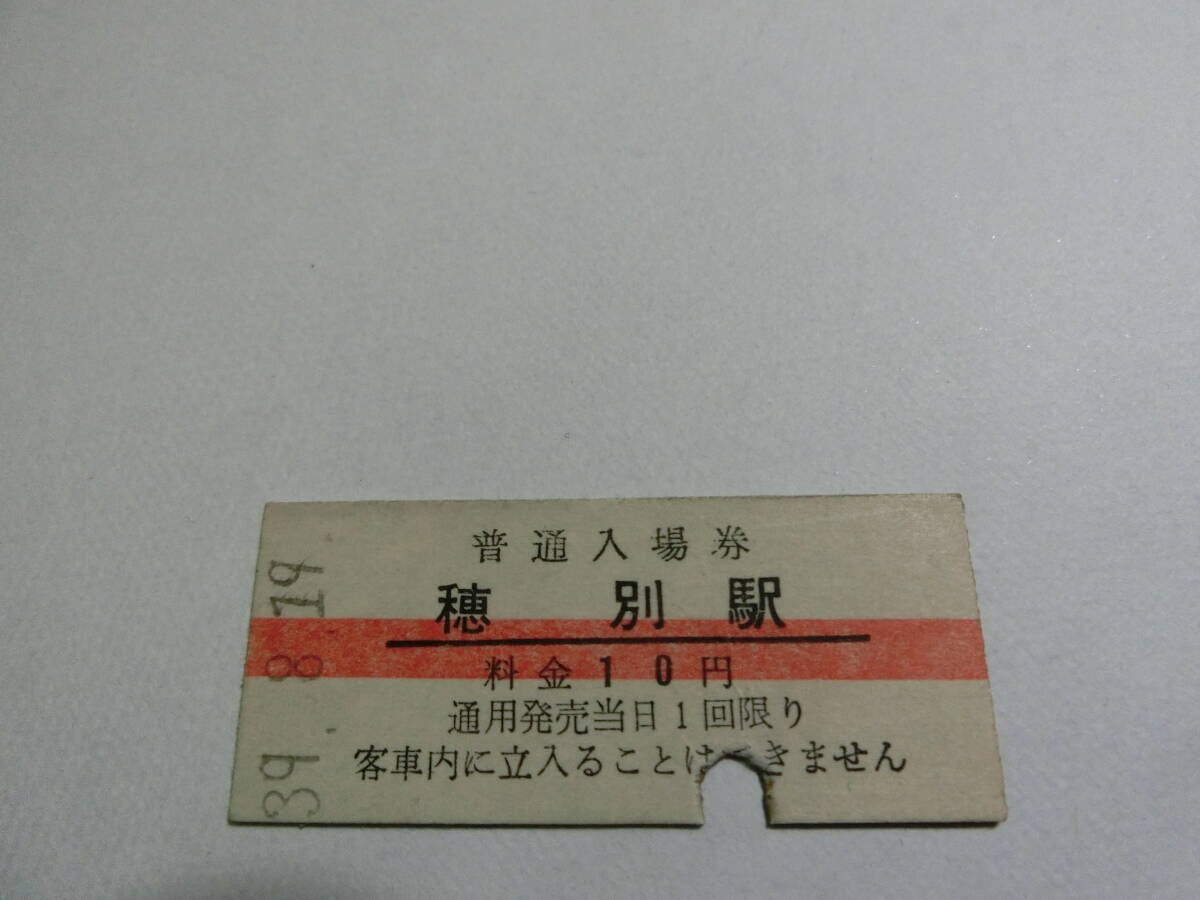 普通入場券
穂別駅
料金10円
通用発売当日1回限り
客車内に立入ることは きません
39. 8.19